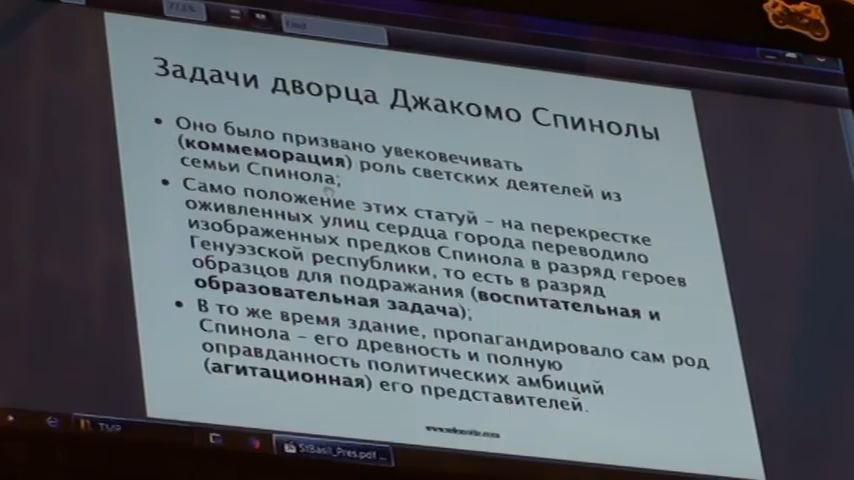 27,1%
Find
Задачи дворца Джакомо Спинолы
• Оно было призвано увековечивать
(коммеморация) роль светских деятелей из
семьи Спинола;
• Само положение этих статуй – на перекрестке
оживленных улиц сердца города переводило
изображенных предков Спинола в разряд героев
Генуэзской республики, то есть в разряд
образцов для подражания (воспитательная и
образовательная задача);
• В то же время здание, пропагандировало сам род
Спинола – его древность и полную
оправданность политических амбиций
(агитационная) его представителей.
StBasil_Pres.pdf ...